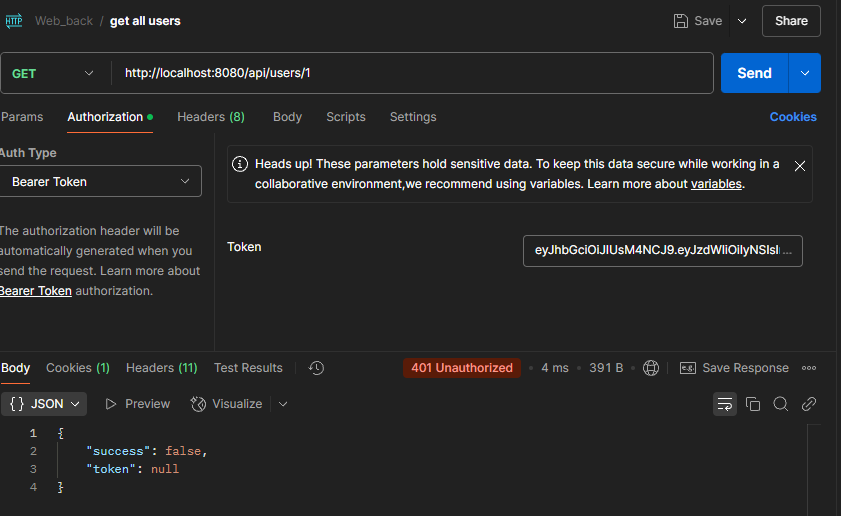 HTTP Web_back / get all users Save Share
GET http://localhost:8080/api/users/1 Send
Params Authorization Headers (8) Body Scripts Settings Cookies
Auth Type
Bearer Token
The authorization header will be
automatically generated when you
send the request. Learn more about
Bearer Token authorization.
Heads up! These parameters hold sensitive data. To keep this data secure while working in a
collaborative environment,we recommend using variables. Learn more about variables.
Token
Body Cookies (1) Headers (11) Test Results 401 Unauthorized 4 ms 391 B e.g. Save Response
{} JSON Preview Visualize
1 {
2 "success": false,
3 "token": null
4 }